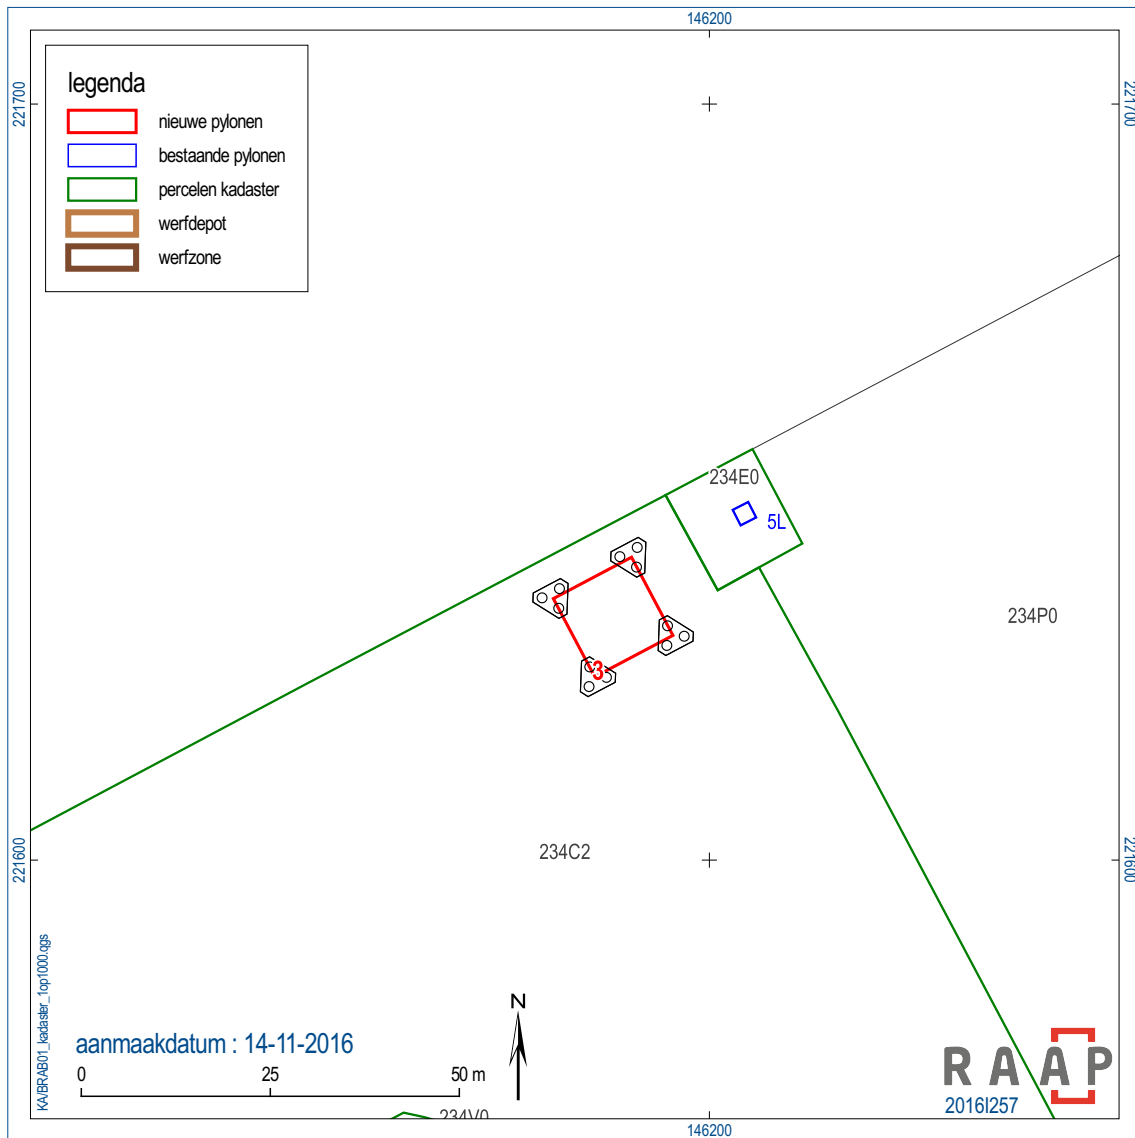 146200
221700
221700
legenda
nieuwe pylonen
bestaande pylonen
percelen kadaster
werfdepot
werfzone
234E0
5L
234P0
3
234C2
221600
221600
KA/BRAB01_kadaster_1op1000.qgs
N
aanmaakdatum : 14-11-2016
0 25 50 m
RAAP
2016I257
234V0
146200